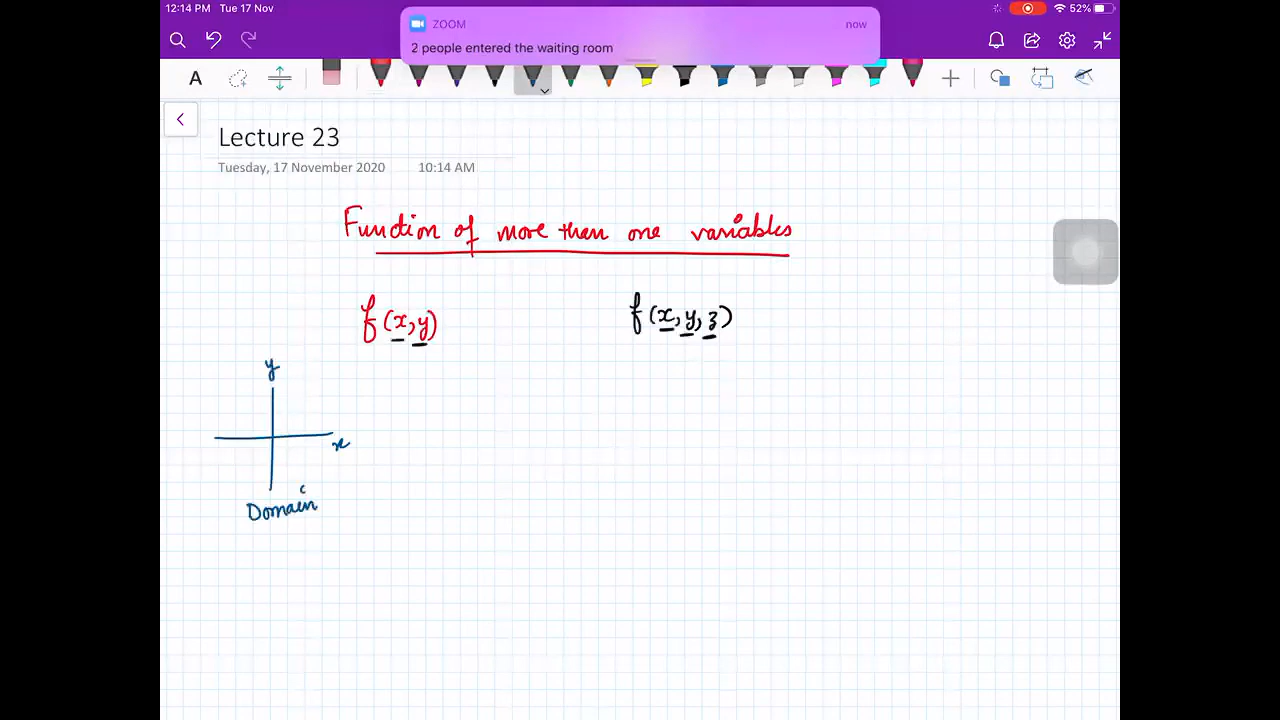 12:14 PM Tue 17 Nov
52%
ZOOM
now
2 people entered the waiting room
A
Lecture 23
Tuesday, 17 November 2020 10:14 AM
Function of more than one variables
f(x,y) f(x,y,z)
y
x
Domain